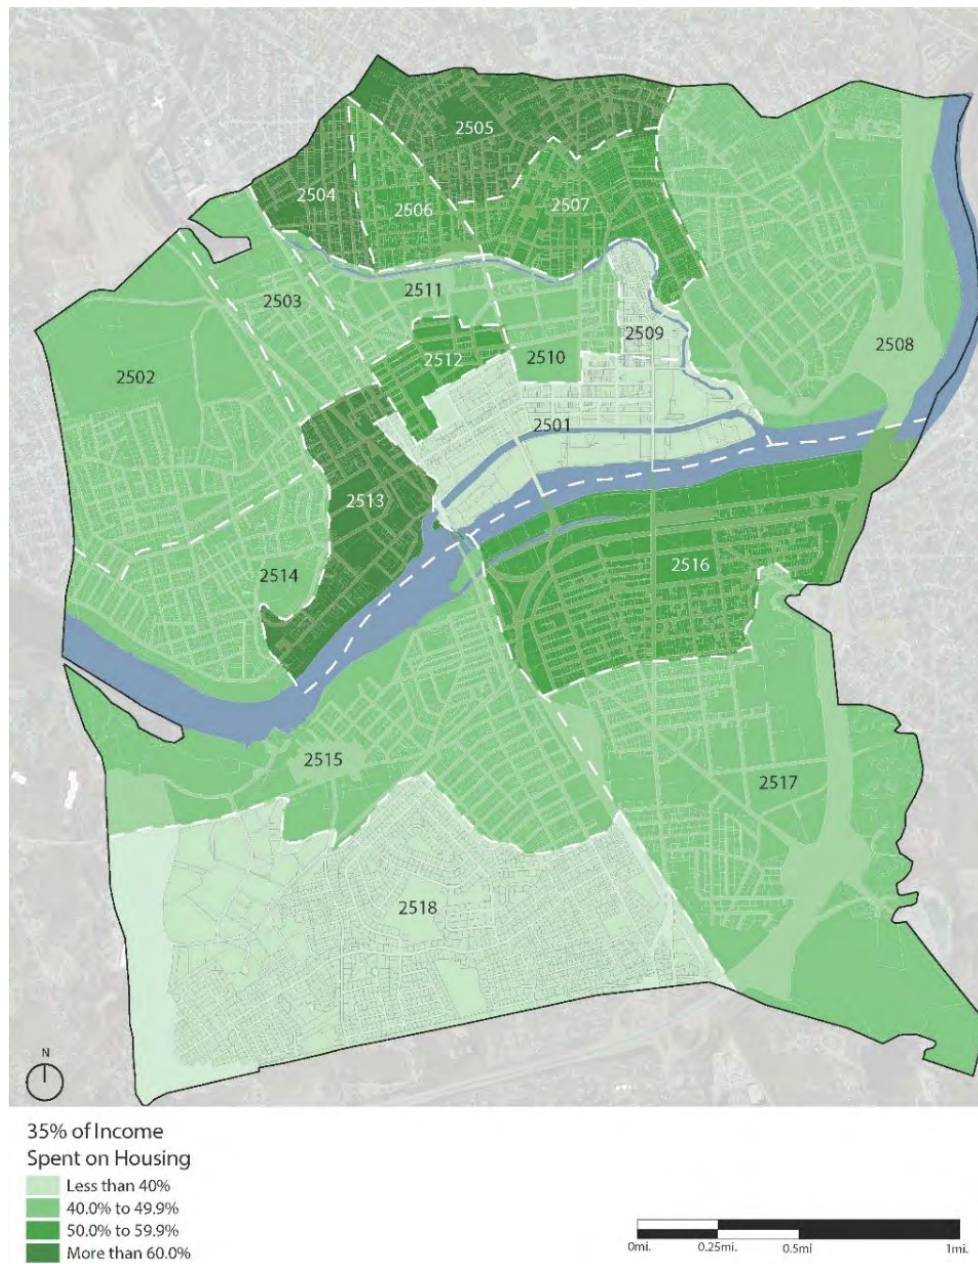 2505
2504
2506
2507
2503
2511
2509
2508
2502
2512
2510
2501
2513
2514
2516
2515
2517
2518
N
35% of Income
Spent on Housing
Less than 40%
40.0% to 49.9%
50.0% to 59.9%
More than 60.0%
0mi. 0.25mi. 0.5mi 1mi.